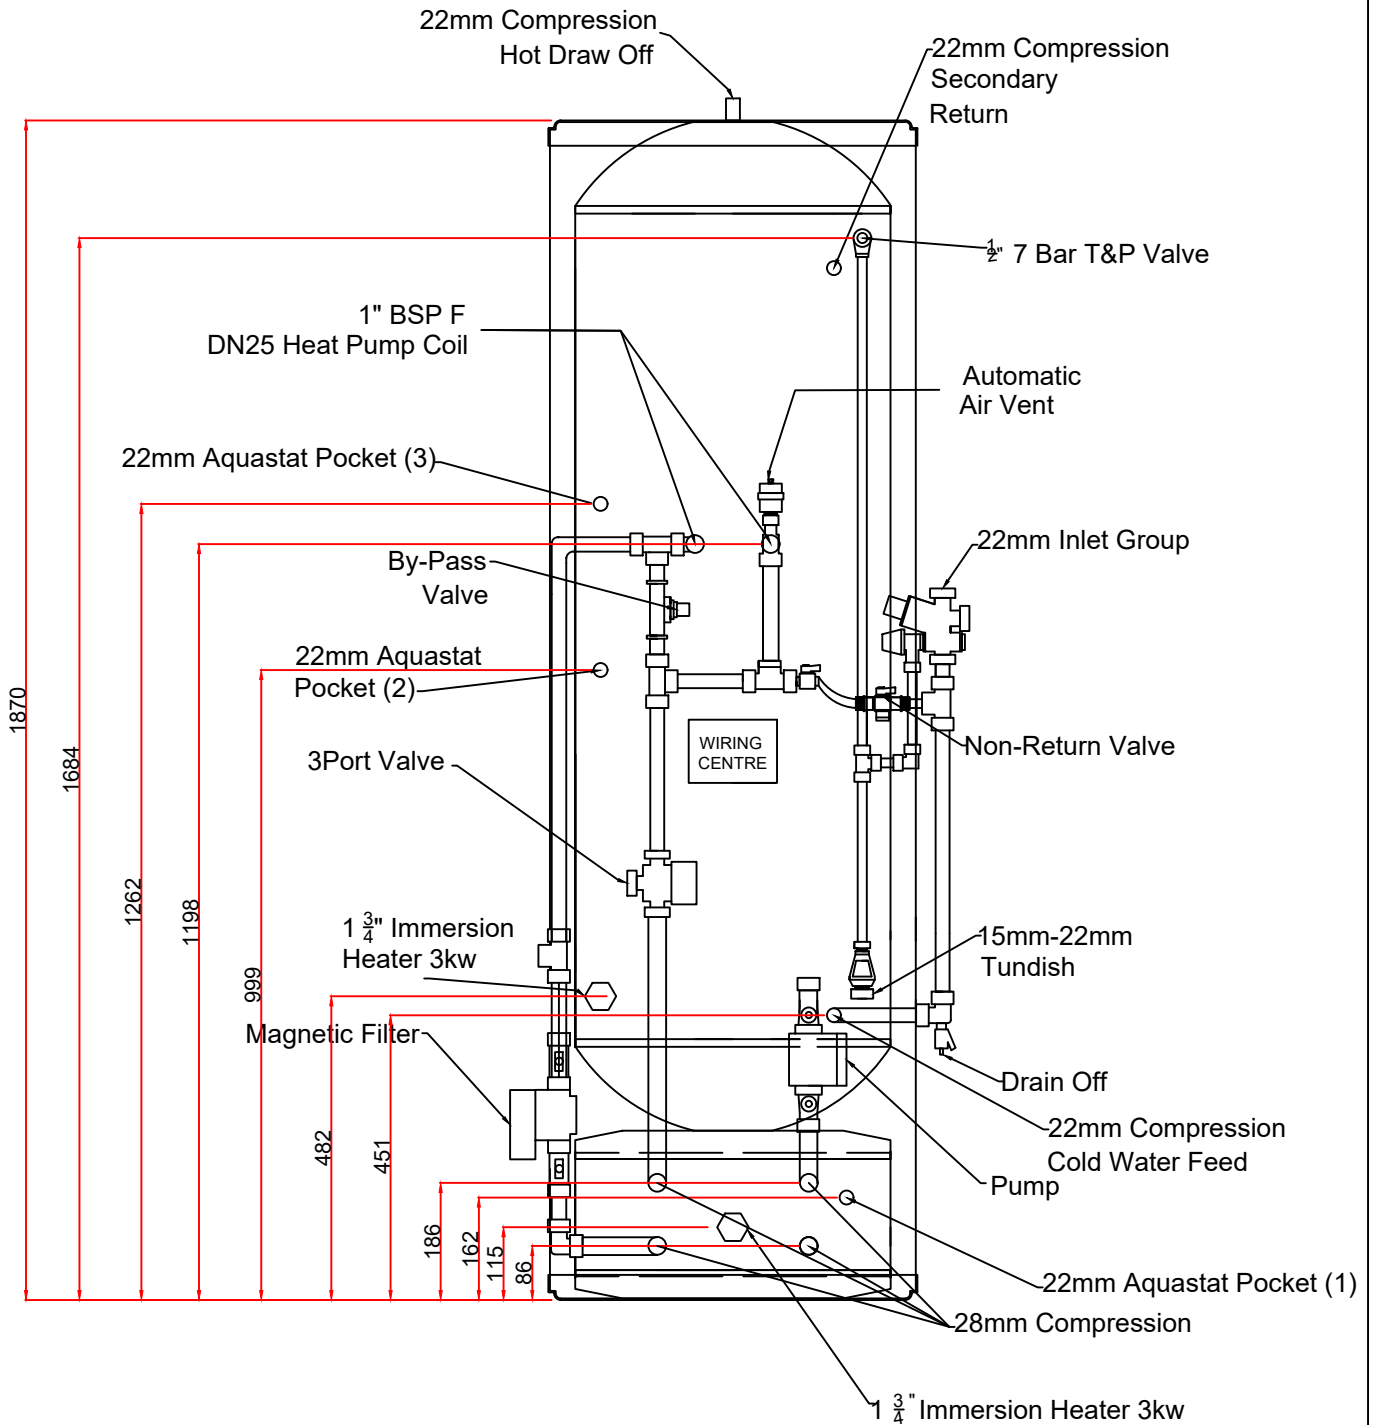 22mm Compression
Hot Draw Off
22mm Compression
Secondary
Return
½" 7 Bar T&P Valve
1" BSP F
DN25 Heat Pump Coil
Automatic
Air Vent
22mm Aquastat Pocket (3)
22mm Inlet Group
By-Pass
Valve
22mm Aquastat
Pocket (2)
WIRING
CENTRE
Non-Return Valve
3Port Valve
1 ¾" Immersion
Heater 3kw
15mm-22mm
Tundish
Magnetic Filter
Drain Off
22mm Compression
Cold Water Feed
Pump
22mm Aquastat Pocket (1)
28mm Compression
1 ¾" Immersion Heater 3kw
1870
1684
1262
1198
999
482
451
186
162
115
86